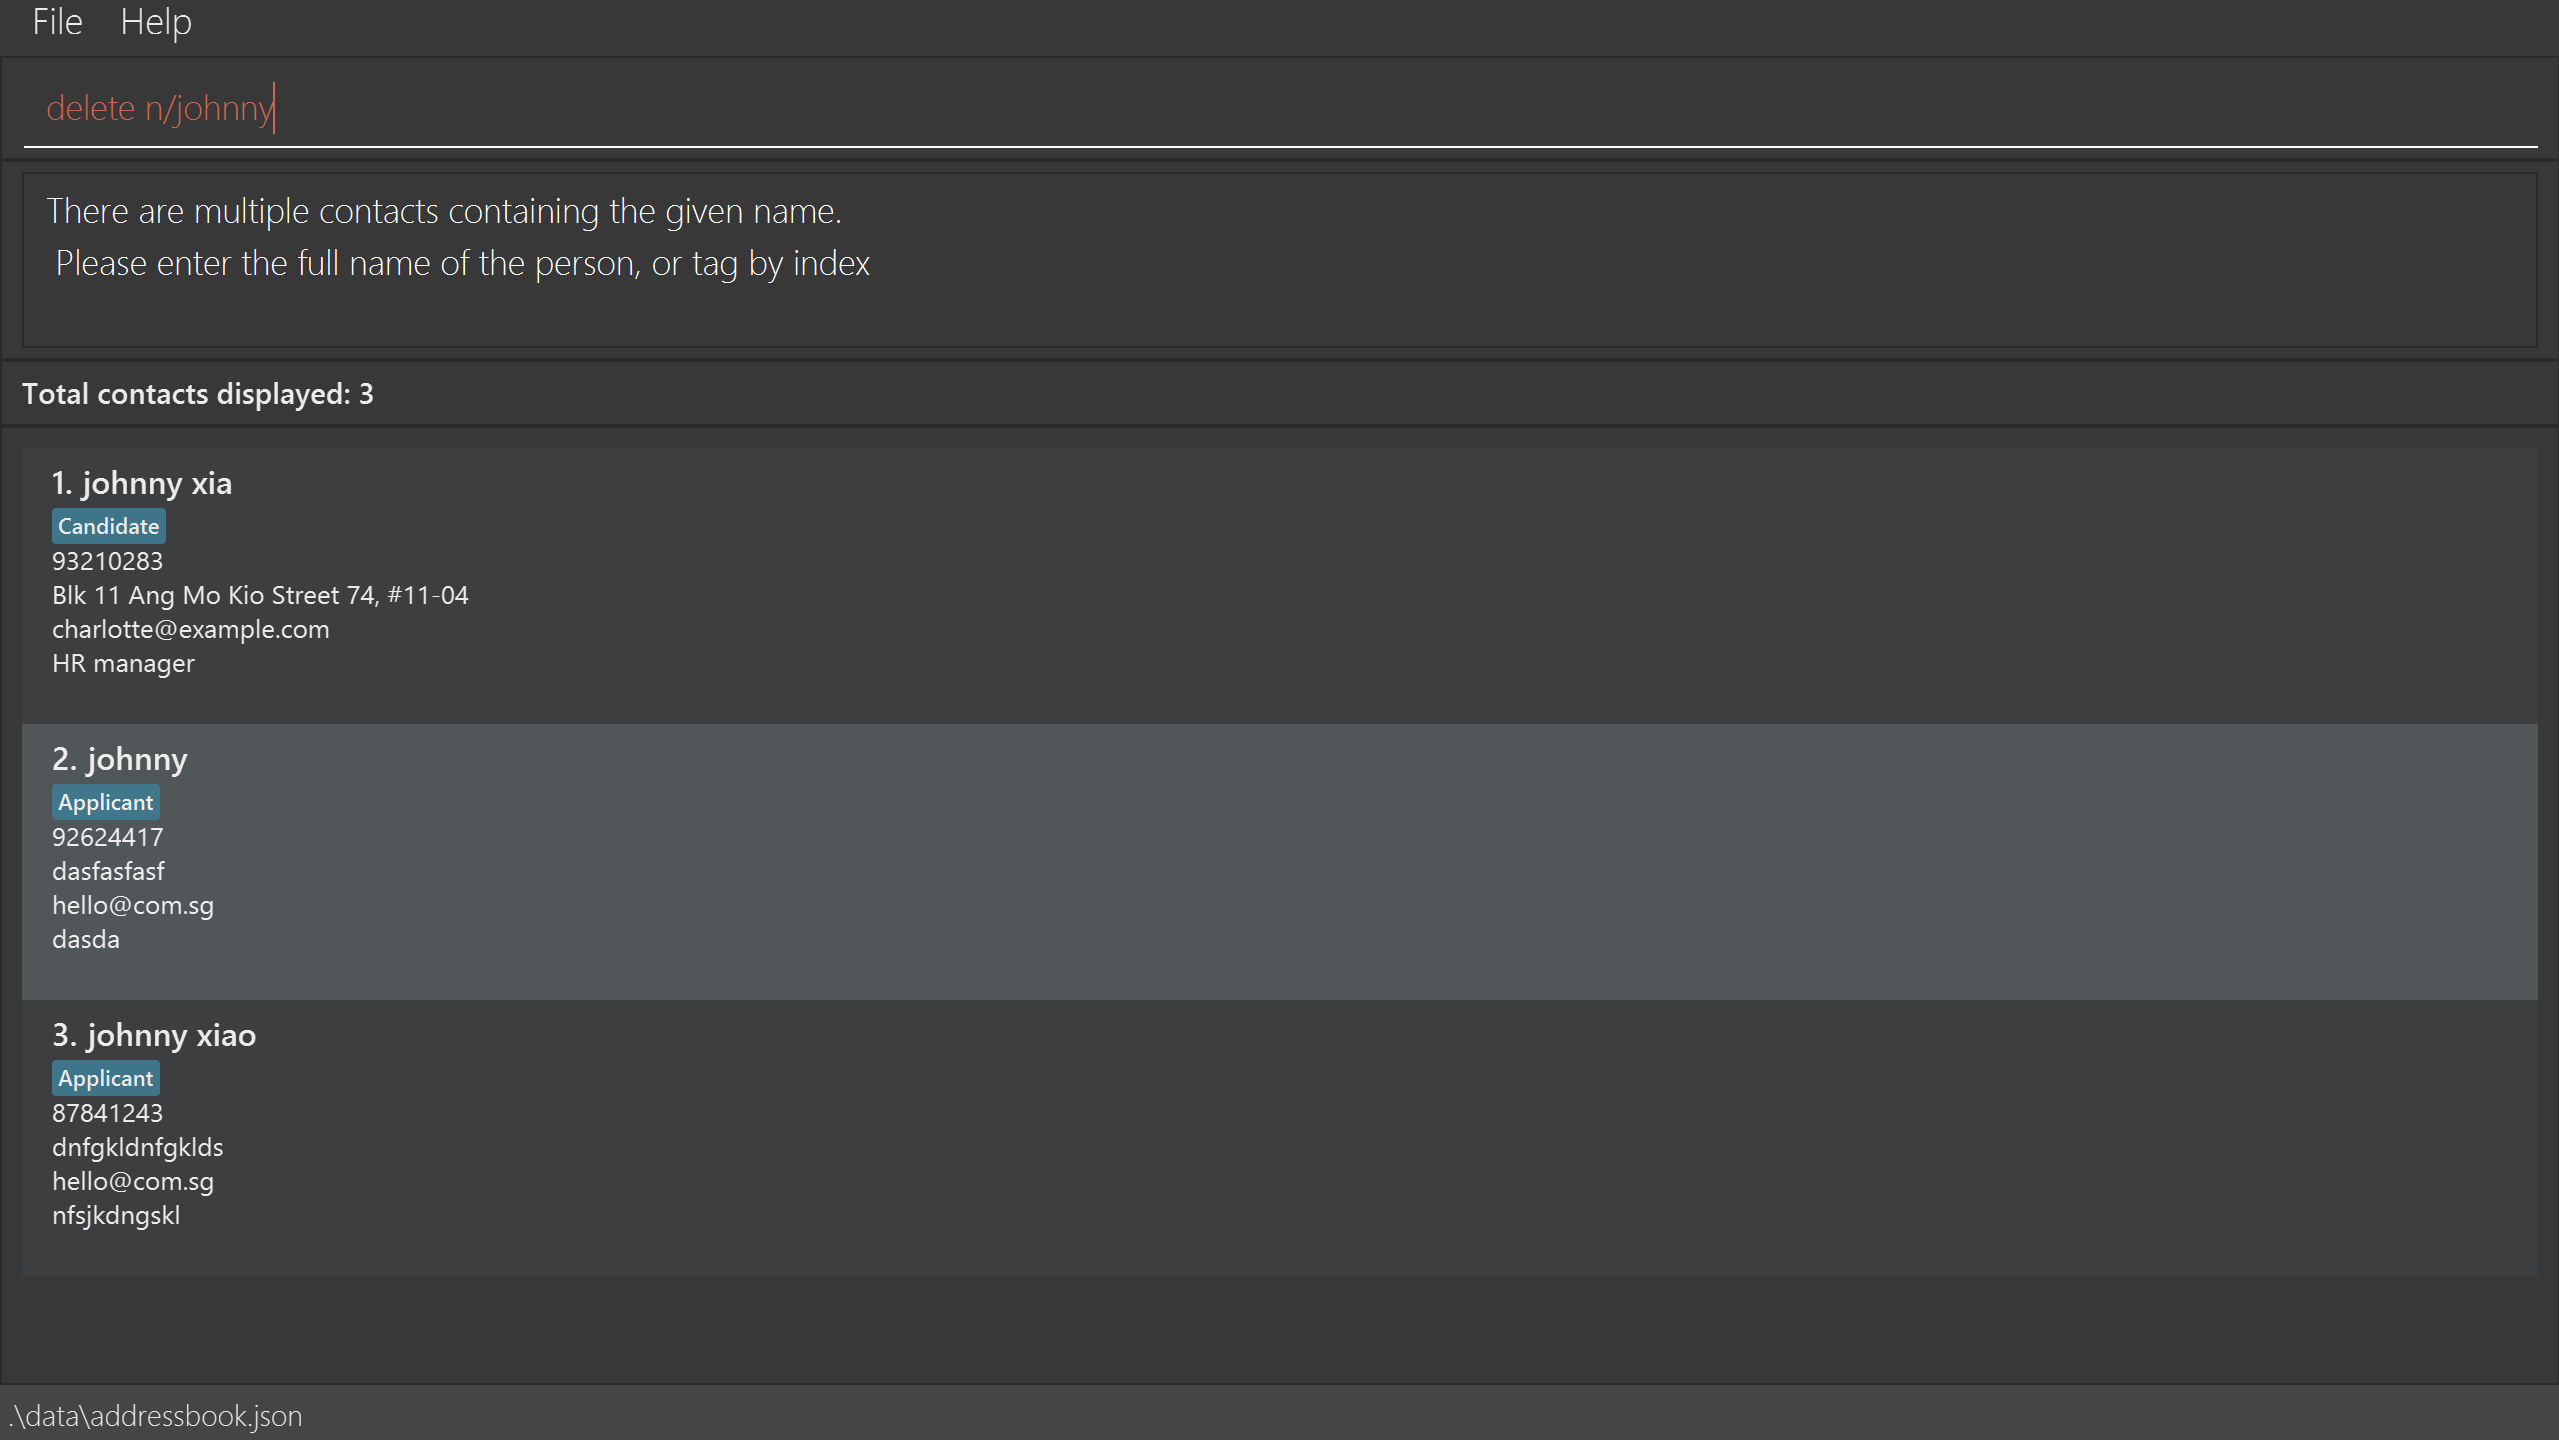 File Help
delete n/johnny
There are multiple contacts containing the given name.
Please enter the full name of the person, or tag by index
Total contacts displayed: 3
1. johnny xia
Candidate
93210283
Blk 11 Ang Mo Kio Street 74, #11-04
charlotte@example.com
HR manager
2. johnny
Applicant
92624417
dasfasfasf
hello@com.sg
dasda
3. johnny xiao
Applicant
87841243
dnfgkldnfgklds
hello@com.sg
nfsjkdngskl
.\data\addressbook.json